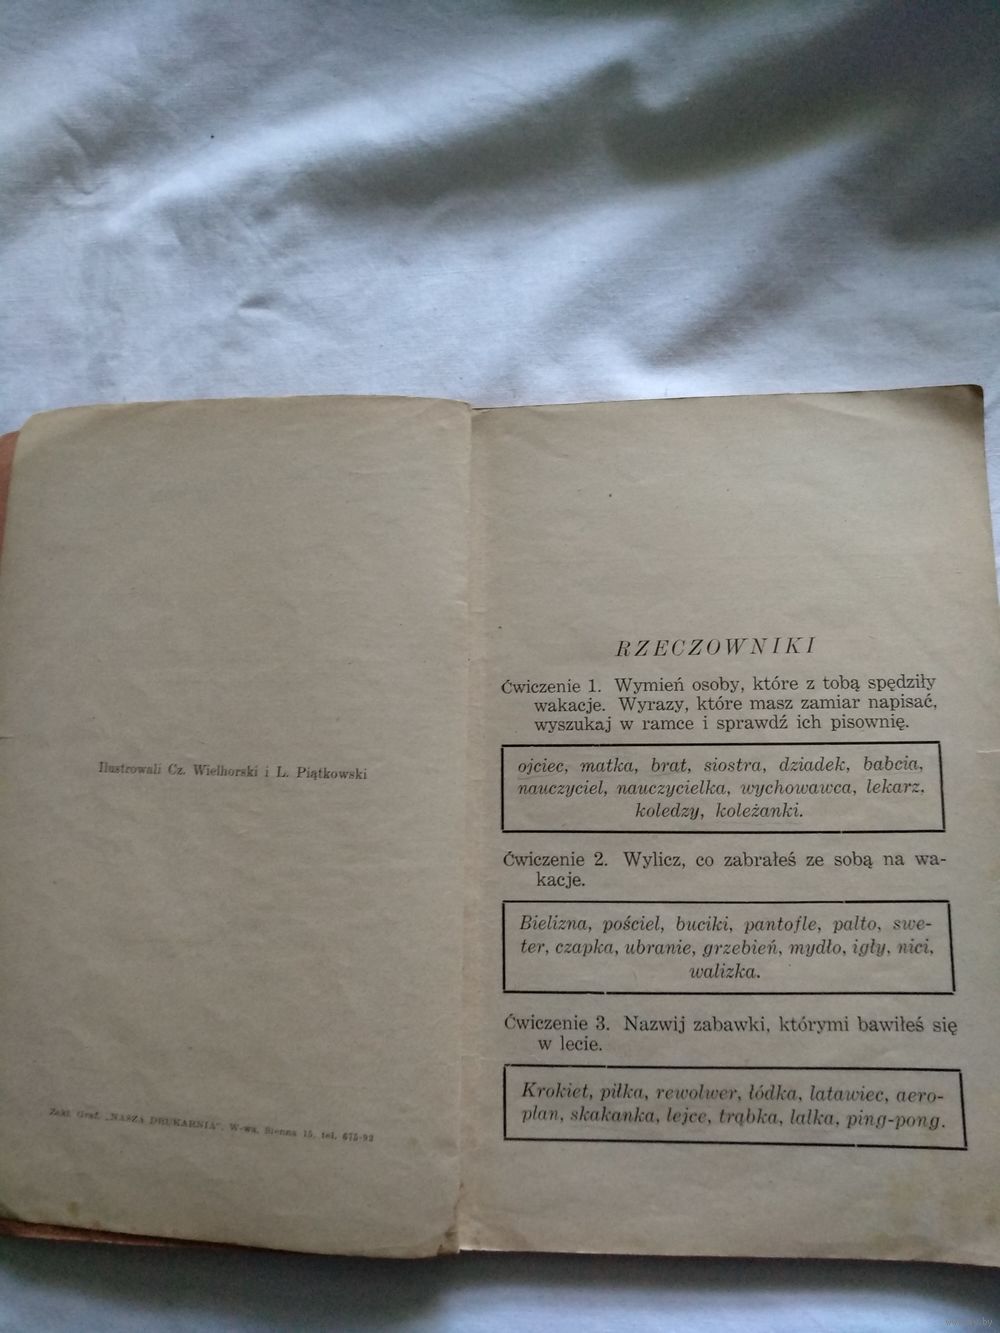 Ilustrowali Cz. Wielhorski i L. Piątkowski
Zakł. Graf. „NASZA DRUKARNIA“, W-wa, Sienna 15, tel. 675-92
RZECZOWNIKI
Ćwiczenie 1. Wymień osoby, które z tobą spędziły
wakacje. Wyrazy, które masz zamiar napisać,
wyszukaj w ramce i sprawdź ich pisownię.
ojciec, matka, brat, siostra, dziadek, babcia,
nauczyciel, nauczycielka, wychowawca, lekarz,
koledzy, koleżanki.
Ćwiczenie 2. Wylicz, co zabrałeś ze sobą na wa-
kacje.
Bielizna, pościel, buciki, pantofle, palto, swe-
ter, czapka, ubranie, grzebień, mydło, igły, nici,
walizka.
Ćwiczenie 3. Nazwij zabawki, którymi bawiłeś się
w lecie.
Krokiet, piłka, rewolwer, łódka, latawiec, aero-
plan, skakanka, lejce, trąbka, lalka, ping-pong.